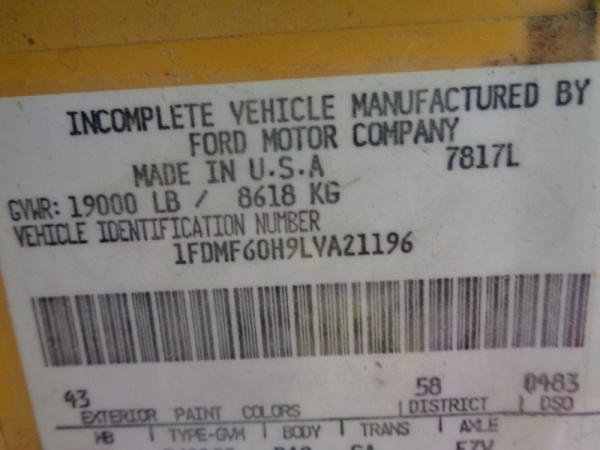 INCOMPLETE VEHICLE MANUFACTURED BY
FORD MOTOR COMPANY
MADE IN U.S.A 7817L
GVWR: 19000 LB / 8618 KG
VEHICLE IDENTIFICATION NUMBER
1FDMF60H9LVA21196
43 58 0483
EXTERIOR PAINT COLORS DISTRICT DSO
WB TYPE-GVM BODY TRANS AXLE